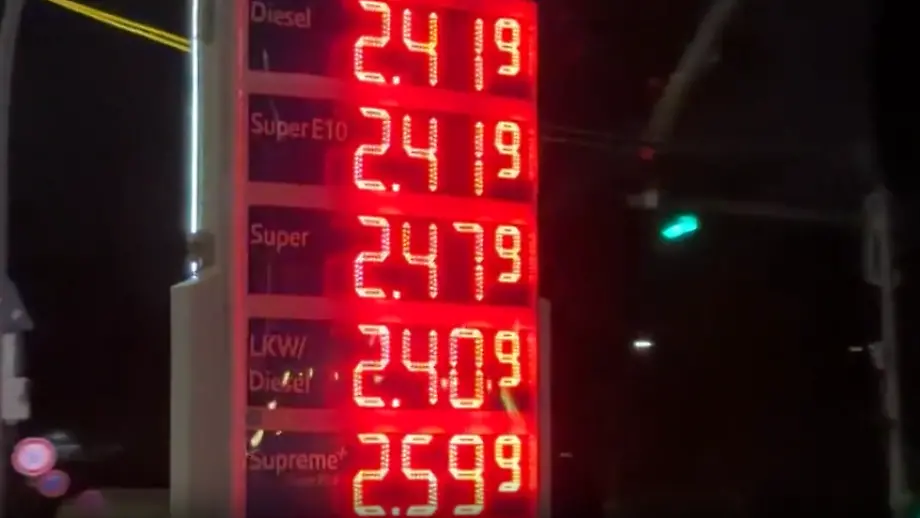 Diesel 2.41⁹
Super E10 2.41⁹
Super 2.47⁹
LKW/
Diesel 2.40⁹
Supreme 2.59⁹